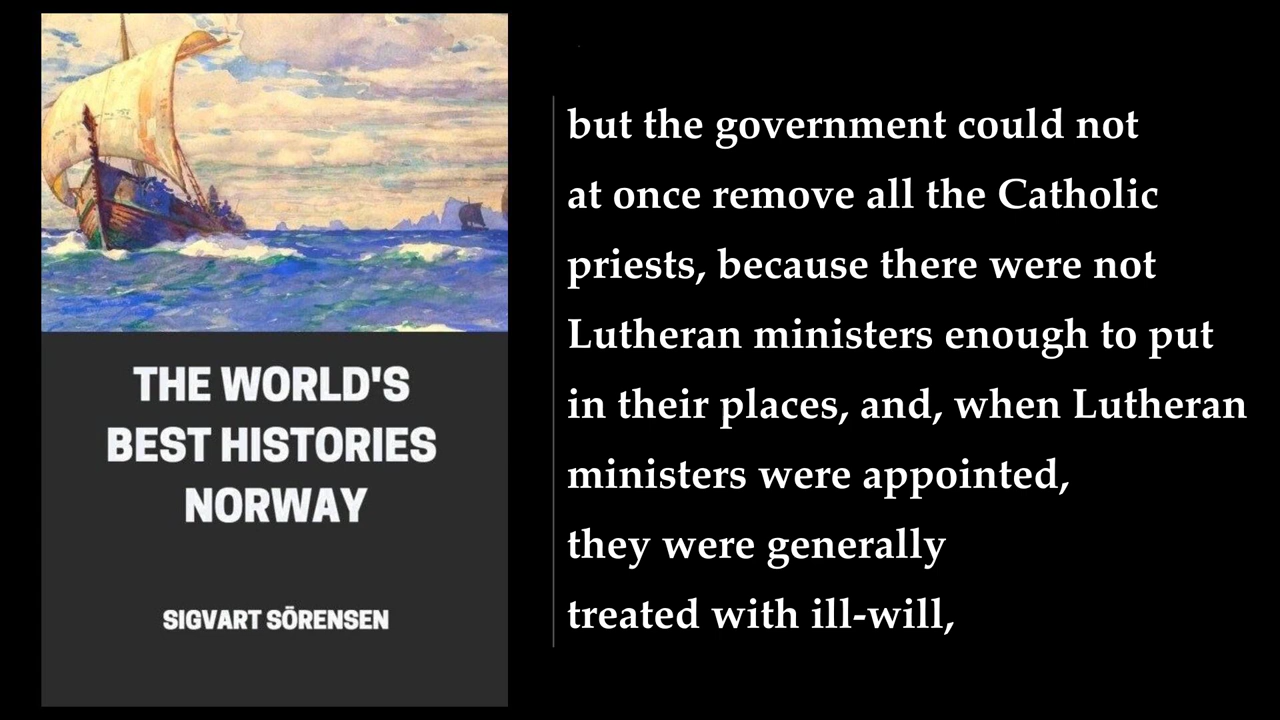 THE WORLD'S
BEST HISTORIES
NORWAY
SIGVART SÖRENSEN
but the government could not
at once remove all the Catholic
priests, because there were not
Lutheran ministers enough to put
in their places, and, when Lutheran
ministers were appointed,
they were generally
treated with ill-will,